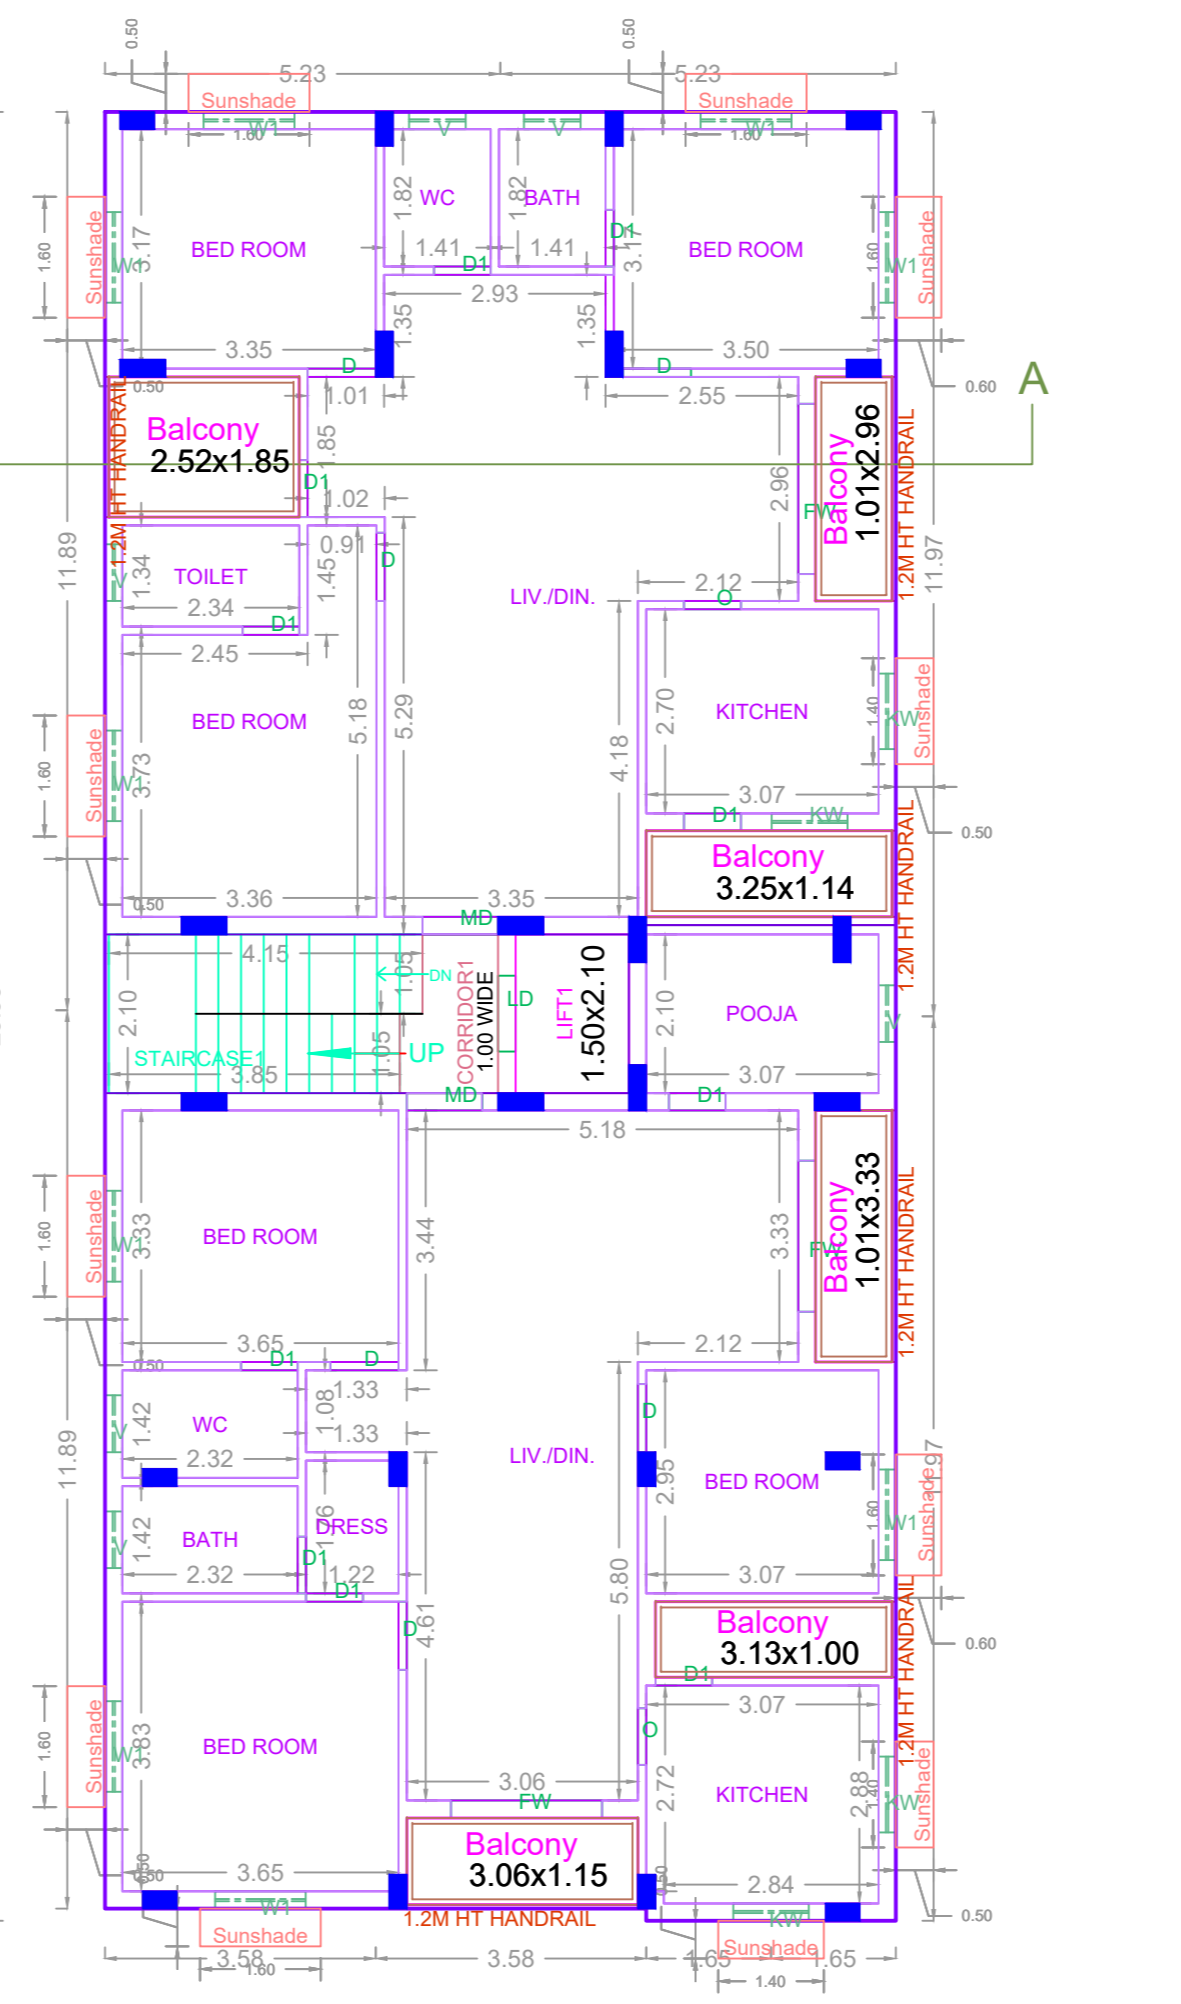 0.50
0.50
5.23
5.23
Sunshade
Sunshade
W1
V
V
W1
1.60
1.60
1.82
WC
1.82
BATH
BED ROOM
BED ROOM
3.17
3.17
1.60
Sunshade
W1
D1
1.41
1.41
D1
1.60
W1
Sunshade
2.93
1.35
1.35
3.35
3.50
D
D
0.50
1.01
2.55
0.60
A
1.2M HT HANDRAIL
Balcony
2.52x1.85
1.85
D1
1.02
2.96
FW
Balcony
1.01x2.96
1.2M HT HANDRAIL
11.89
11.97
0.91
D
1.34
V
TOILET
1.45
2.34
D1
2.45
LIV./DIN.
2.12
O
BED ROOM
5.18
5.29
4.18
2.70
KITCHEN
1.40
KW
Sunshade
1.60
Sunshade
W1
3.73
3.07
D1
KW
0.50
Balcony
3.25x1.14
1.2M HT HANDRAIL
0.50
3.36
3.35
MD
4.15
1.05
DN
2.10
STAIRCASE1
3.85
1.05
UP
CORRIDOR1
1.00 WIDE
LD
LIFT1
1.50x2.10
2.10
POOJA
V
3.07
MD
D1
5.18
3.33
BED ROOM
3.44
3.33
FW
Balcony
1.01x3.33
1.2M HT HANDRAIL
1.60
Sunshade
W1
3.65
2.12
0.50
D1
D
1.33
1.08
1.33
1.42
V
WC
2.32
11.89
LIV./DIN.
D
2.95
BED ROOM
1.60
W1
Sunshade
1.42
V
BATH
2.32
D1
DRESS
1.22
D1
3.07
5.80
Balcony
3.13x1.00
1.2M HT HANDRAIL
0.60
D
4.61
D1
3.07
O
3.83
BED ROOM
1.60
Sunshade
W1
3.06
FW
2.72
KITCHEN
2.88
1.40
KW
Sunshade
Balcony
3.06x1.15
0.50
0.50
3.65
0.50
2.84
0.50
W1
1.2M HT HANDRAIL
KW
Sunshade
Sunshade
3.58
1.60
3.58
1.65
1.65
1.40